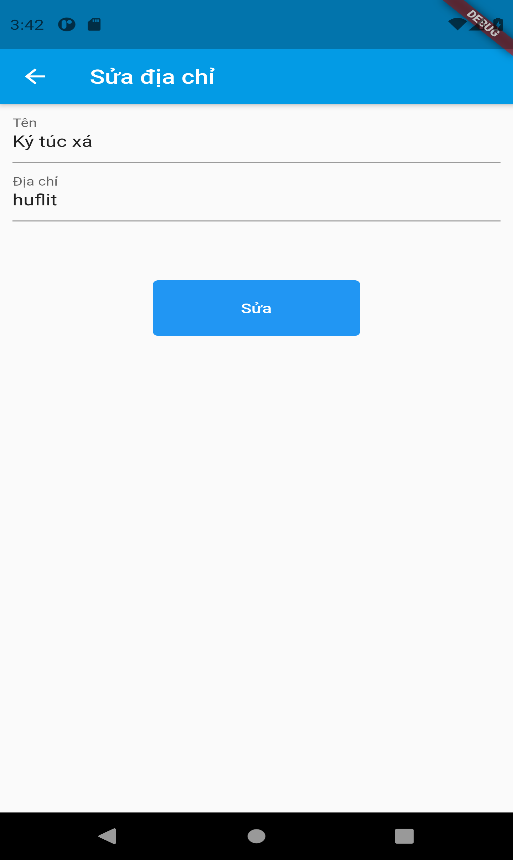 3:42
DEBUG
Sửa địa chỉ
Tên
Ký túc xá
Địa chỉ
huflit
Sửa